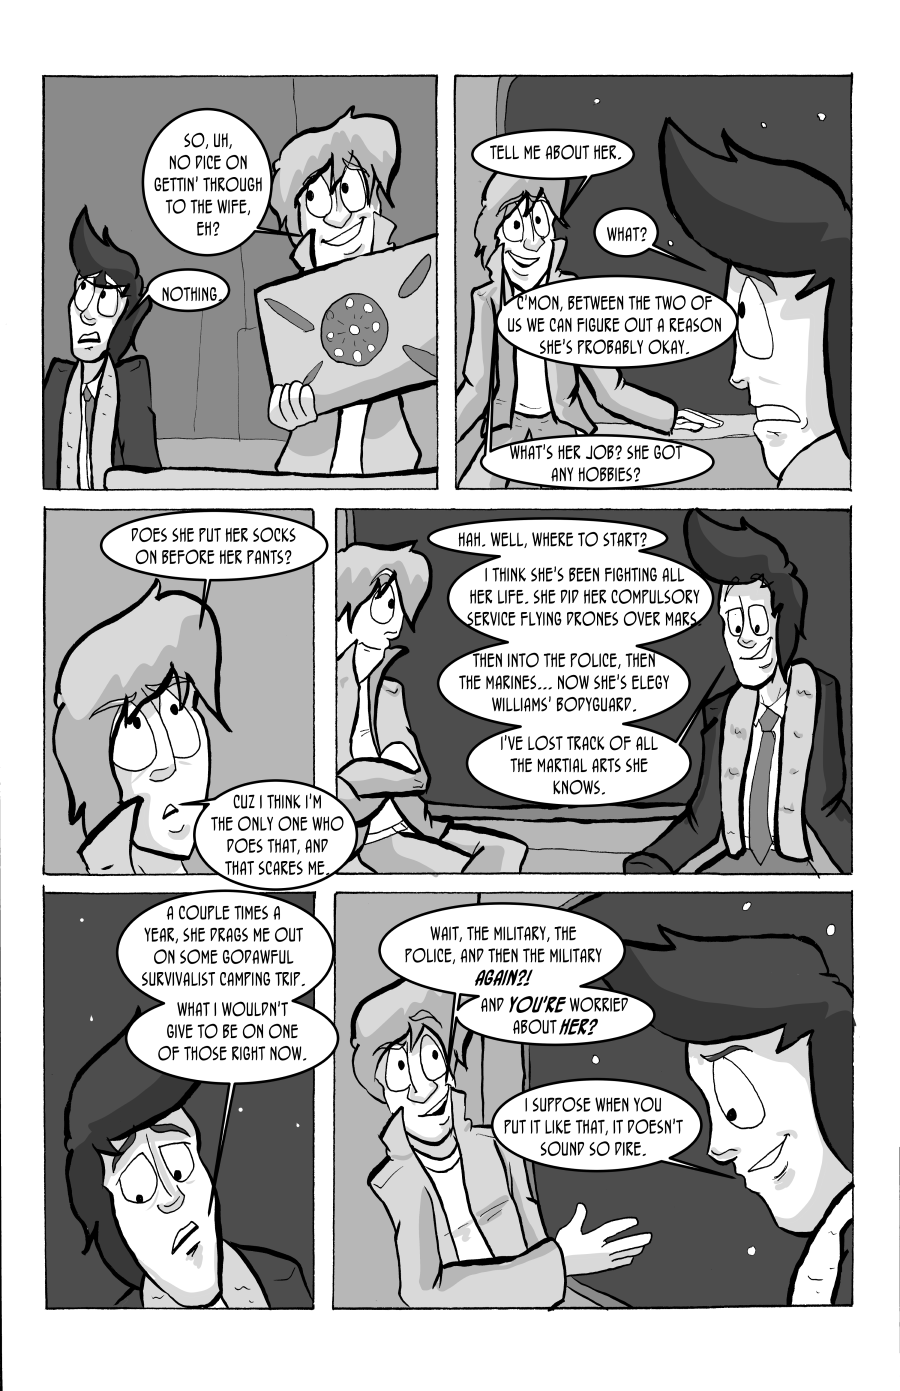 SO, UH,
NO DICE ON
GETTIN' THROUGH
TO THE WIFE,
EH?
NOTHING.
TELL ME ABOUT HER.
WHAT?
C'MON, BETWEEN THE TWO OF
US WE CAN FIGURE OUT A REASON
SHE'S PROBABLY OKAY.
WHAT'S HER JOB? SHE GOT
ANY HOBBIES?
DOES SHE PUT HER SOCKS
ON BEFORE HER PANTS?
CUZ I THINK I'M
THE ONLY ONE WHO
DOES THAT, AND
THAT SCARES ME.
HAH. WELL, WHERE TO START?
I THINK SHE'S BEEN FIGHTING ALL
HER LIFE. SHE DID HER COMPULSORY
SERVICE FLYING DRONES OVER MARS.
THEN INTO THE POLICE, THEN
THE MARINES... NOW SHE'S ELEGY
WILLIAMS' BODYGUARD.
I'VE LOST TRACK OF ALL
THE MARTIAL ARTS SHE
KNOWS.
A COUPLE TIMES A
YEAR, SHE DRAGS ME OUT
ON SOME GODAWFUL
SURVIVALIST CAMPING TRIP.
WHAT I WOULDN'T
GIVE TO BE ON ONE
OF THOSE RIGHT NOW.
WAIT, THE MILITARY, THE
POLICE, AND THEN THE MILITARY
AGAIN?!
AND YOU'RE WORRIED
ABOUT HER?
I SUPPOSE WHEN YOU
PUT IT LIKE THAT, IT DOESN'T
SOUND SO DIRE.